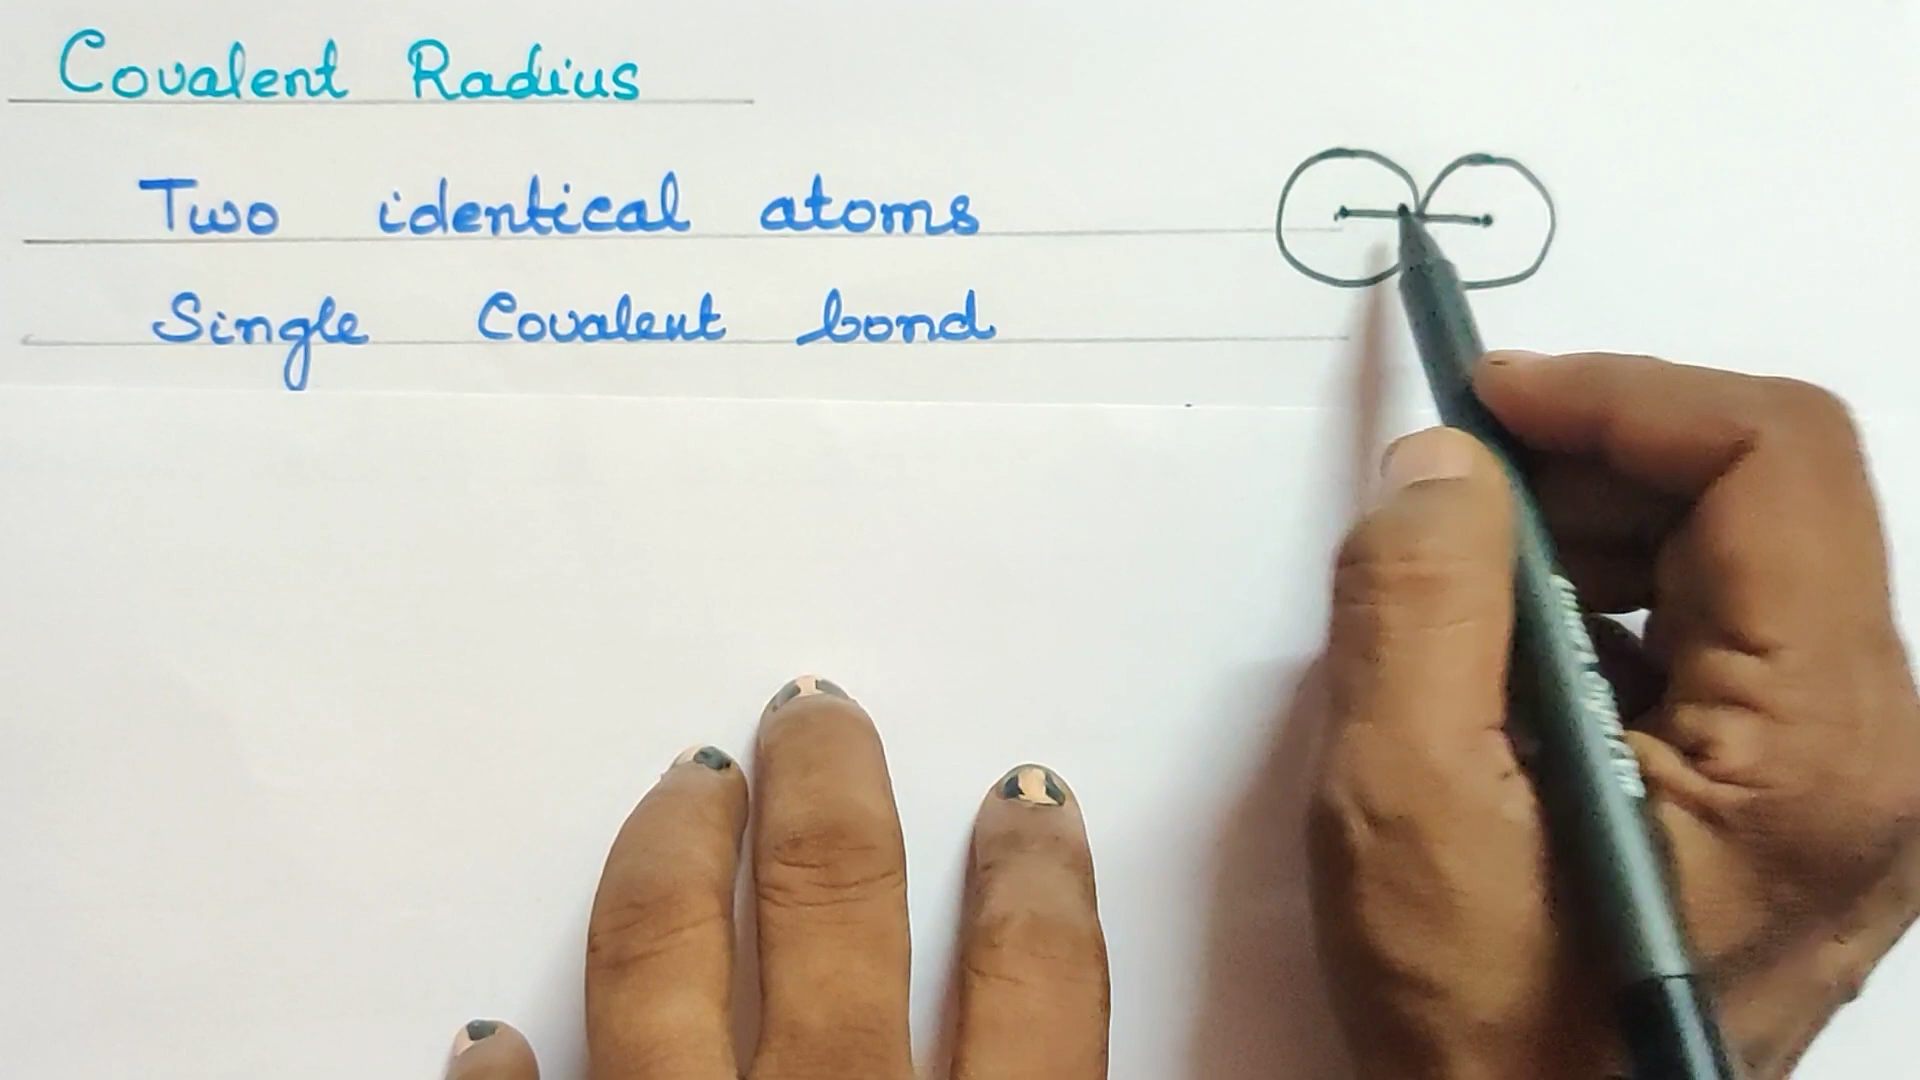 Covalent Radius
Two identical atoms
Single Covalent bond